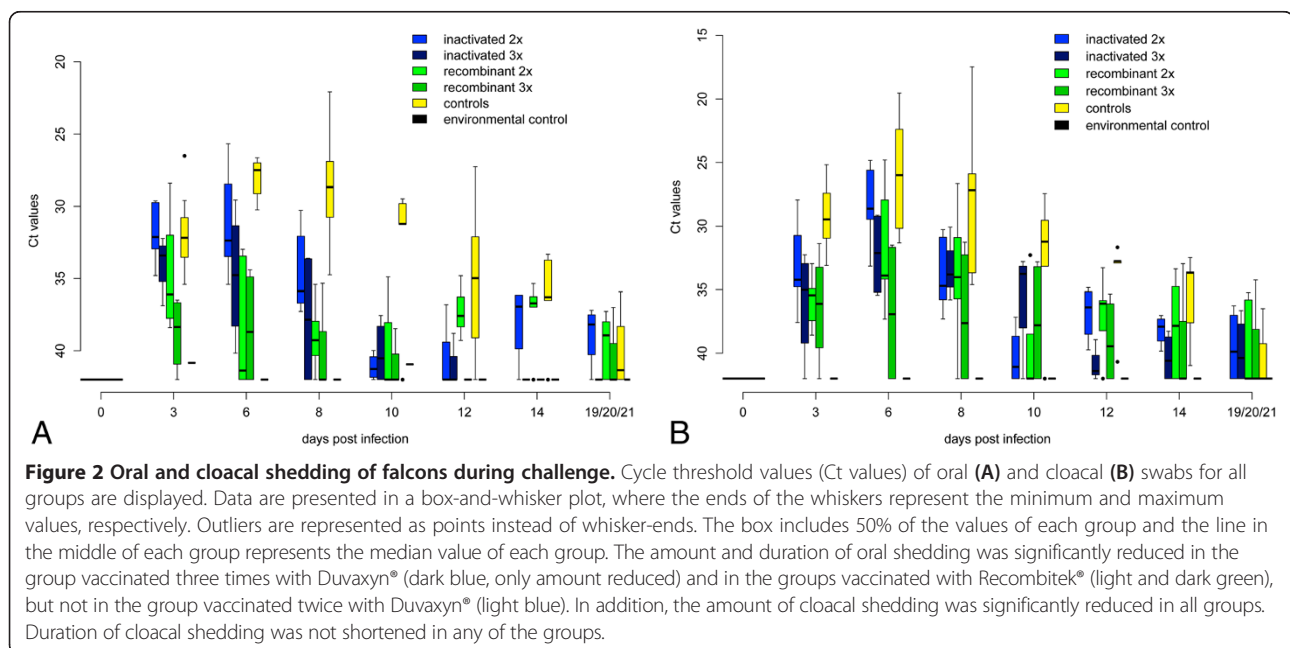 20
25
30
35
40
Ct values
inactivated 2x
inactivated 3x
recombinant 2x
recombinant 3x
controls
environmental control
0 3 6 8 10 12 14 19/20/21
days post infection
A
15
20
25
30
35
40
Ct values
inactivated 2x
inactivated 3x
recombinant 2x
recombinant 3x
controls
environmental control
0 3 6 8 10 12 14 19/20/21
days post infection
B
Figure 2 Oral and cloacal shedding of falcons during challenge. Cycle threshold values (Ct values) of oral (A) and cloacal (B) swabs for all
groups are displayed. Data are presented in a box-and-whisker plot, where the ends of the whiskers represent the minimum and maximum
values, respectively. Outliers are represented as points instead of whisker-ends. The box includes 50% of the values of each group and the line in
the middle of each group represents the median value of each group. The amount and duration of oral shedding was significantly reduced in the
group vaccinated three times with Duvaxyn® (dark blue, only amount reduced) and in the groups vaccinated with Recombitek® (light and dark green),
but not in the group vaccinated twice with Duvaxyn® (light blue). In addition, the amount of cloacal shedding was significantly reduced in all groups.
Duration of cloacal shedding was not shortened in any of the groups.